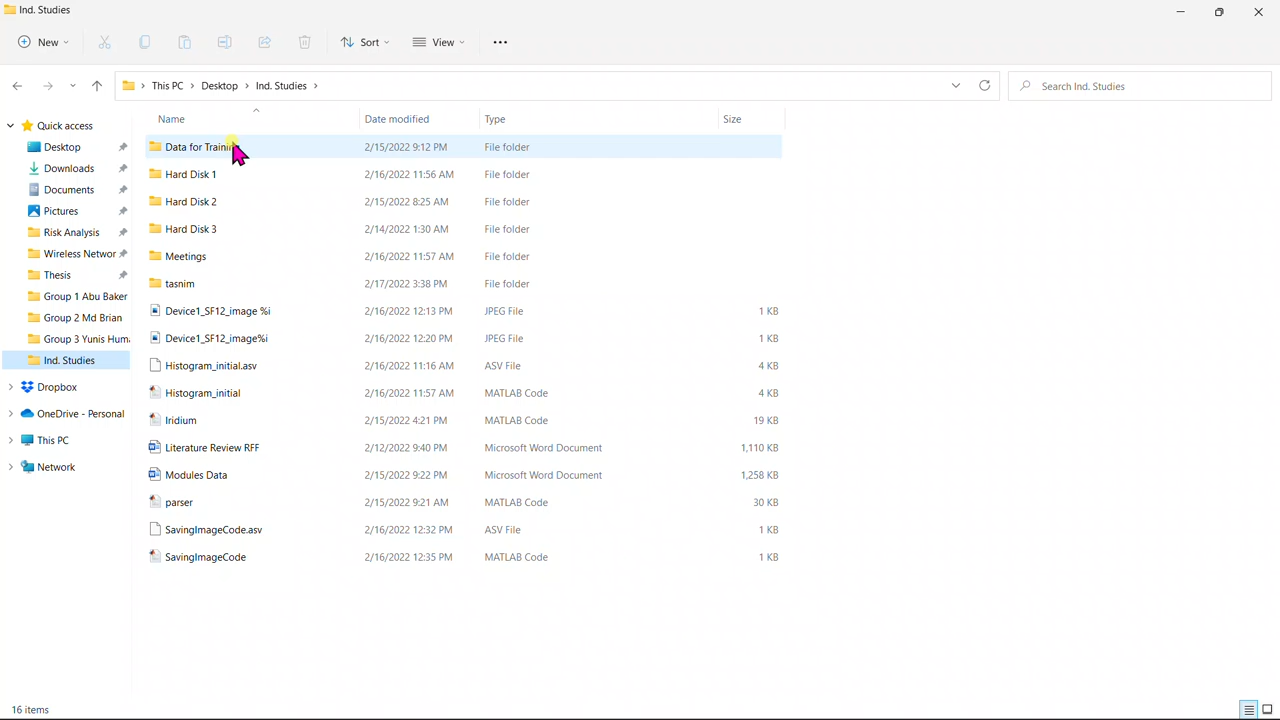 Ind. Studies
New
Sort
View
This PC > Desktop > Ind. Studies >
Search Ind. Studies
Name Date modified Type Size
Quick access
Desktop
Downloads
Documents
Pictures
Risk Analysis
Wireless Networ
Thesis
Group 1 Abu Baker
Group 2 Md Brian
Group 3 Yunis Hum
Ind. Studies
Dropbox
OneDrive - Personal
This PC
Network
Data for Training 2/15/2022 9:12 PM File folder
Hard Disk 1 2/16/2022 11:56 AM File folder
Hard Disk 2 2/15/2022 8:25 AM File folder
Hard Disk 3 2/14/2022 1:30 AM File folder
Meetings 2/16/2022 11:57 AM File folder
tasnim 2/17/2022 3:38 PM File folder
Device1_SF12_image %i 2/16/2022 12:13 PM JPEG File 1 KB
Device1_SF12_image%i 2/16/2022 12:20 PM JPEG File 1 KB
Histogram_initial.asv 2/16/2022 11:16 AM ASV File 4 KB
Histogram_initial 2/16/2022 11:57 AM MATLAB Code 4 KB
Iridium 2/15/2022 4:21 PM MATLAB Code 19 KB
Literature Review RFF 2/12/2022 9:40 PM Microsoft Word Document 1,110 KB
Modules Data 2/15/2022 9:22 PM Microsoft Word Document 1,258 KB
parser 2/15/2022 9:21 AM MATLAB Code 30 KB
SavingImageCode.asv 2/16/2022 12:32 PM ASV File 1 KB
SavingImageCode 2/16/2022 12:35 PM MATLAB Code 1 KB
16 items